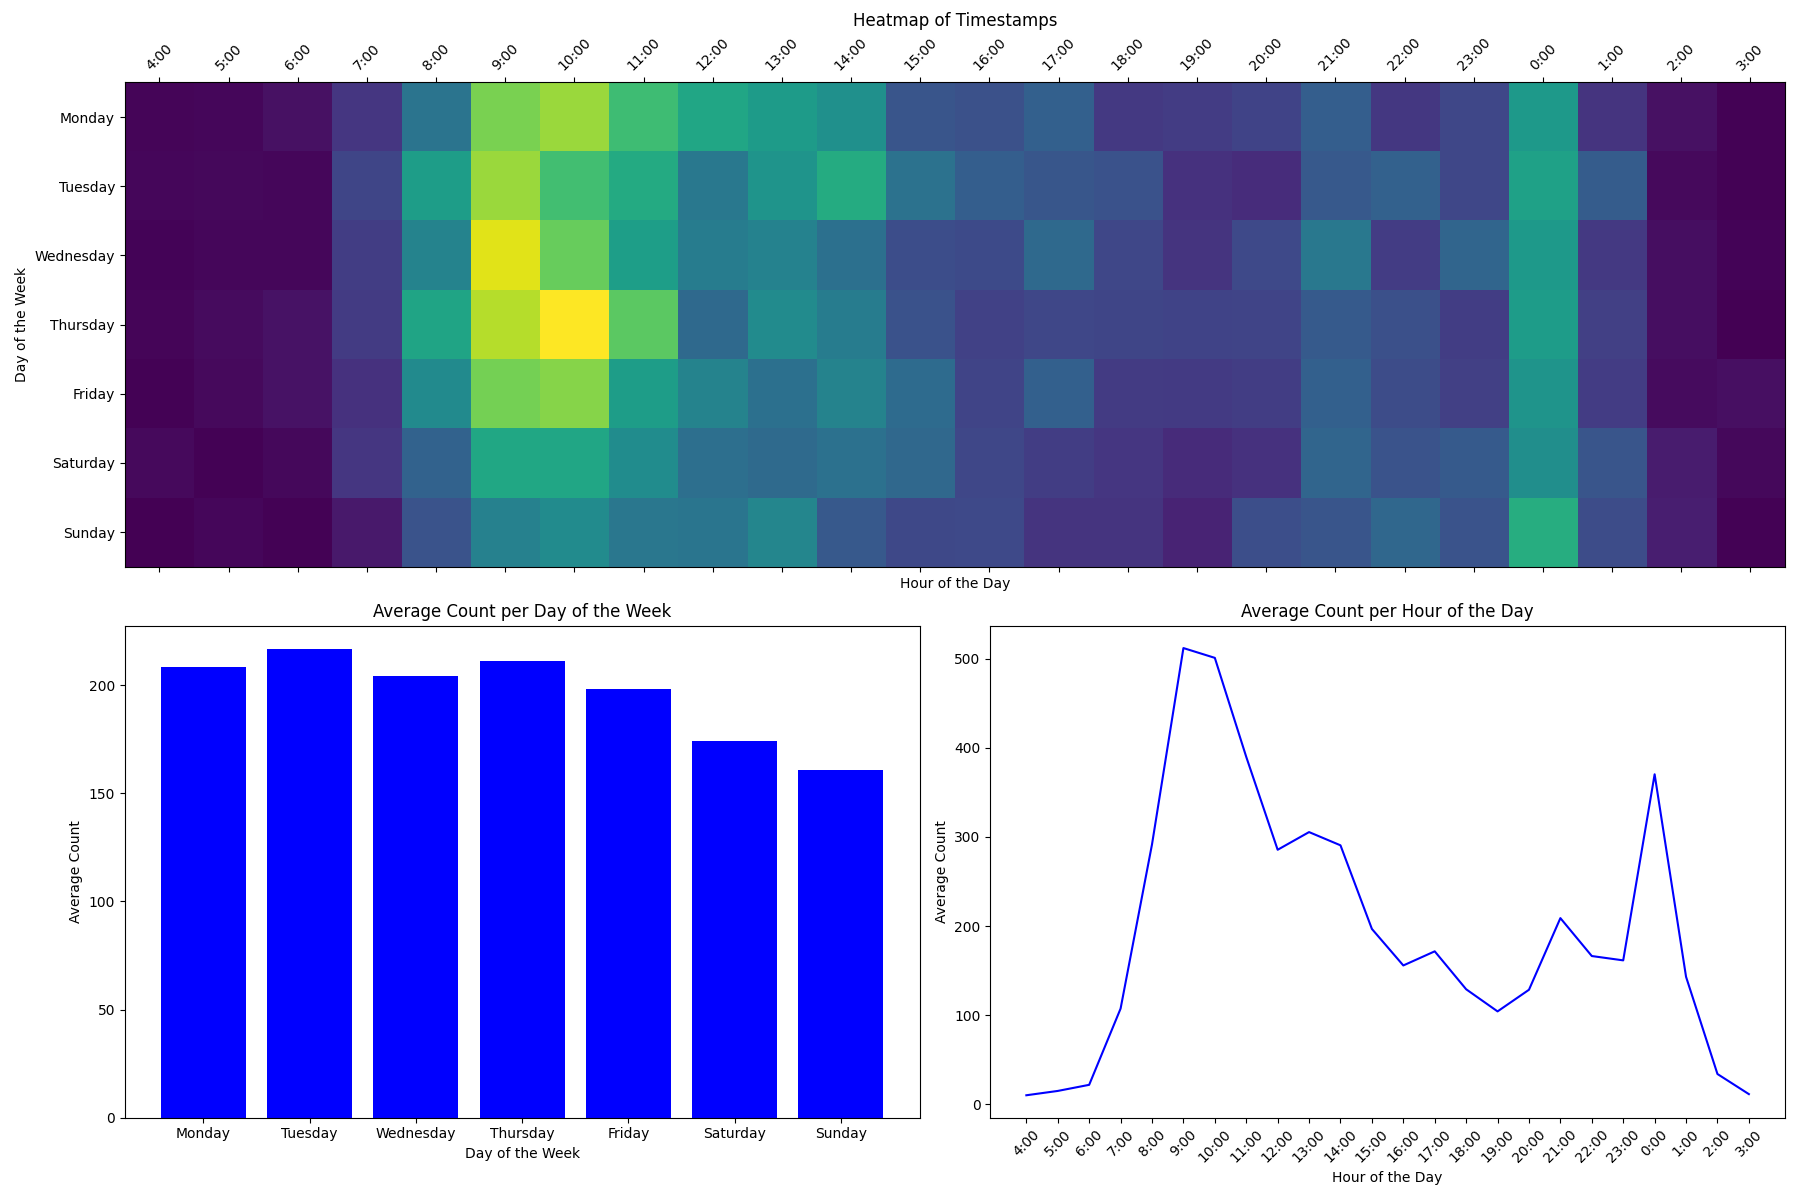 Heatmap of Timestamps
4:00 5:00 6:00 7:00 8:00 9:00 10:00 11:00 12:00 13:00 14:00 15:00 16:00 17:00 18:00 19:00 20:00 21:00 22:00 23:00 0:00 1:00 2:00 3:00
Day of the Week
Monday
Tuesday
Wednesday
Thursday
Friday
Saturday
Sunday
Hour of the Day
Average Count per Day of the Week
Average Count
200
150
100
50
0
Monday Tuesday Wednesday Thursday Friday Saturday Sunday
Day of the Week
Average Count per Hour of the Day
Average Count
500
400
300
200
100
0
4:00 5:00 6:00 7:00 8:00 9:00 10:00 11:00 12:00 13:00 14:00 15:00 16:00 17:00 18:00 19:00 20:00 21:00 22:00 23:00 0:00 1:00 2:00 3:00
Hour of the Day